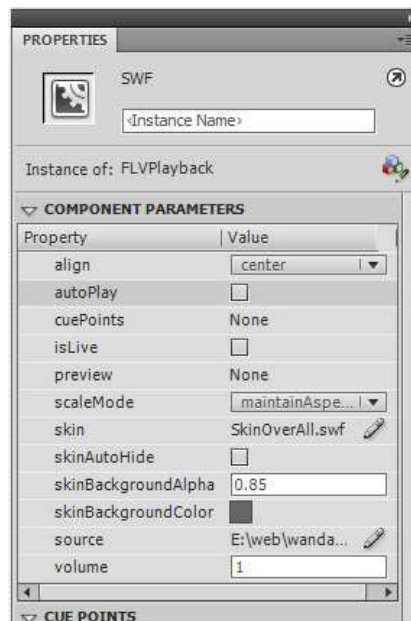 PROPERTIES
SWF
<Instance Name>
Instance of: FLVPlayback
COMPONENT PARAMETERS
Property Value
align center
autoPlay
cuePoints None
isLive
preview None
scaleMode maintainAspe...
skin SkinOverAll.swf
skinAutoHide
skinBackgroundAlpha 0.85
skinBackgroundColor
source E:\web\wanda...
volume 1
CUE POINTS